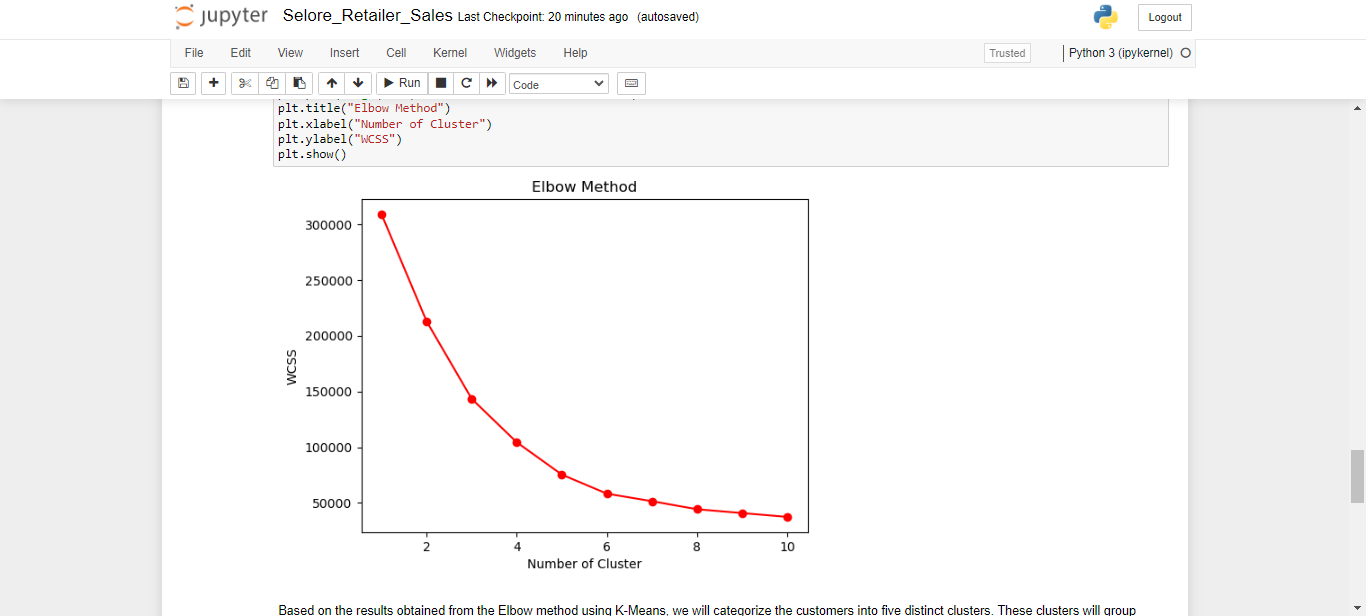 jupyter Selore_Retailer_Sales Last Checkpoint: 20 minutes ago (autosaved)
Logout
File Edit View Insert Cell Kernel Widgets Help
Trusted
Python 3 (ipykernel)
Run
Code
plt.title("Elbow Method")
plt.xlabel("Number of Cluster")
plt.ylabel("WCSS")
plt.show()
Elbow Method
300000
250000
200000
150000
100000
50000
WCSS
2 4 6 8 10
Number of Cluster
Based on the results obtained from the Elbow method using K-Means, we will categorize the customers into five distinct clusters. These clusters will group